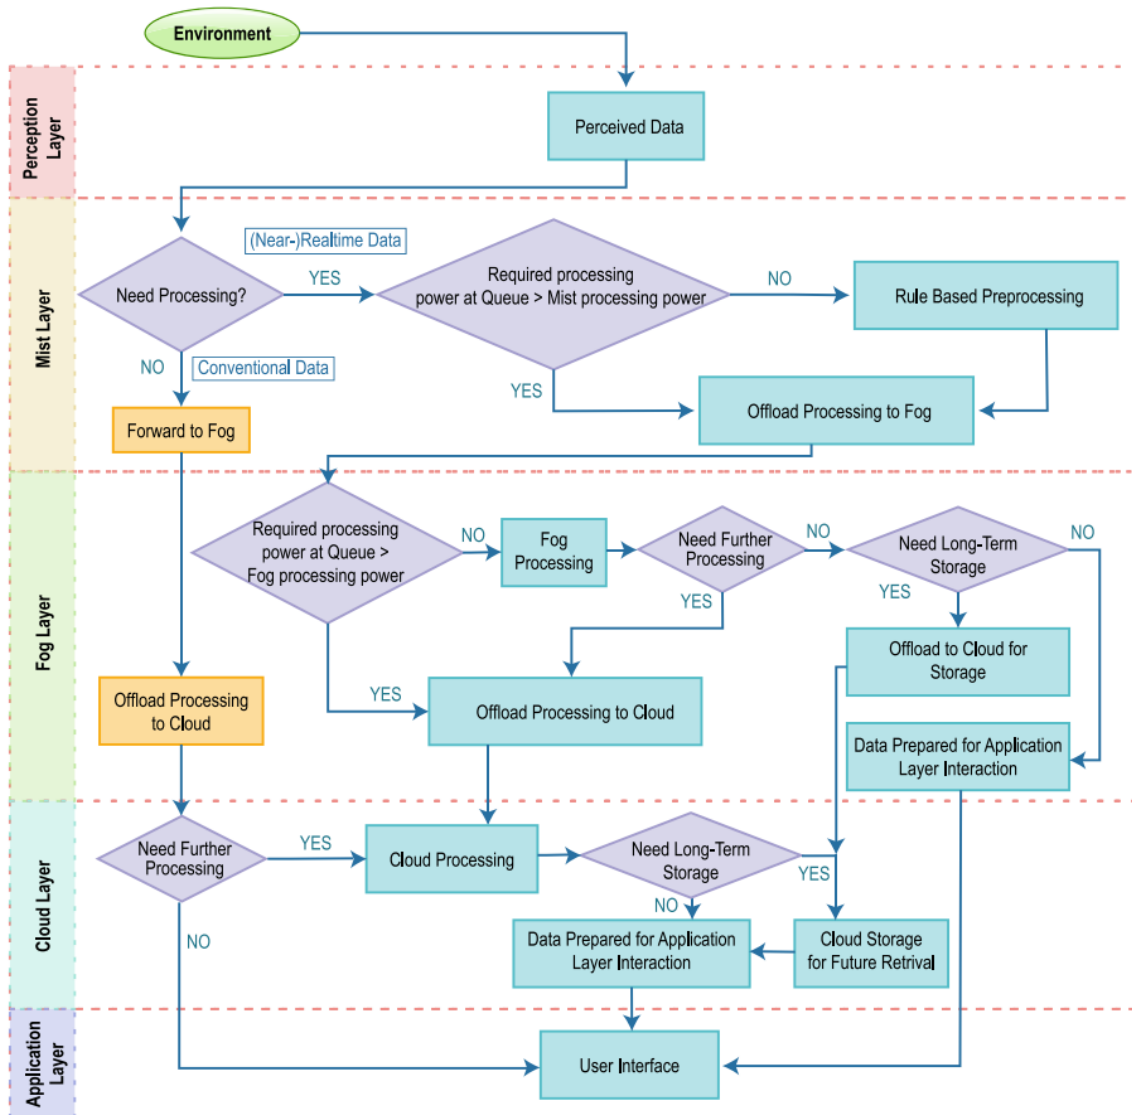 Environment
Perception
Layer
Perceived Data
Mist Layer
(Near-)Realtime Data
Need Processing?
YES
Required processing
power at Queue > Mist processing power
NO
Rule Based Preprocessing
NO
Conventional Data
YES
Forward to Fog
Offload Processing to Fog
Fog Layer
Required processing
power at Queue >
Fog processing power
NO
Fog
Processing
Need Further
Processing
NO
Need Long-Term
Storage
NO
YES
YES
Offload to Cloud for
Storage
Offload Processing
to Cloud
YES
Offload Processing to Cloud
Data Prepared for Application
Layer Interaction
Cloud Layer
Need Further
Processing
YES
Cloud Processing
Need Long-Term
Storage
YES
NO
NO
Data Prepared for Application
Layer Interaction
Cloud Storage
for Future Retrival
Application
Layer
User Interface